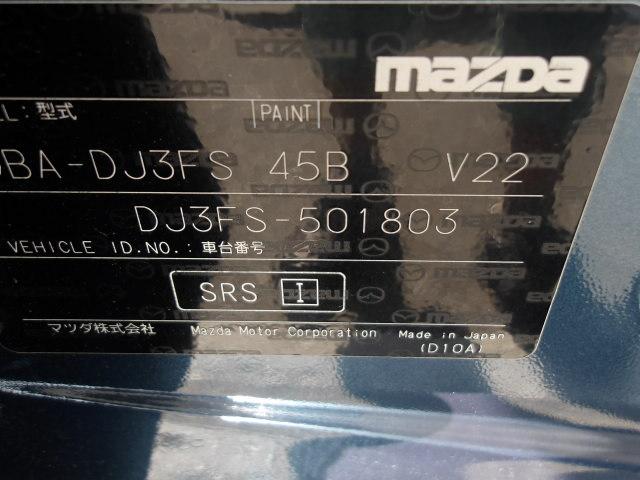 mazda
L:型式 PAINT
BA-DJ3FS 45B V22
DJ3FS-501803
VEHICLE ID.NO.:車台番号
SRS I
マツダ株式会社 Mazda Motor Corporation Made in Japan
(D10A)